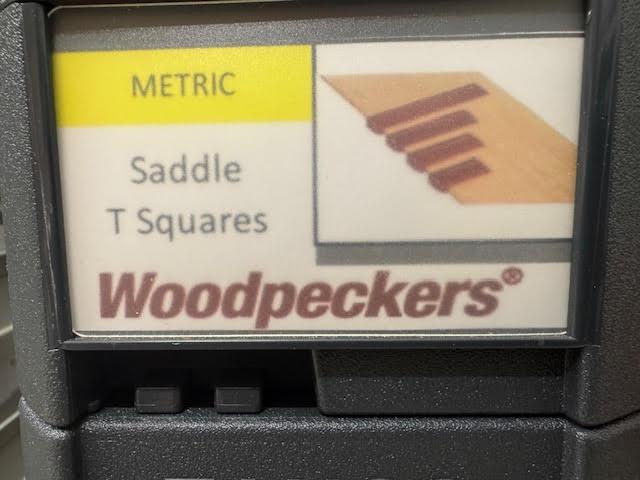 METRIC
Saddle
T Squares
Woodpeckers®